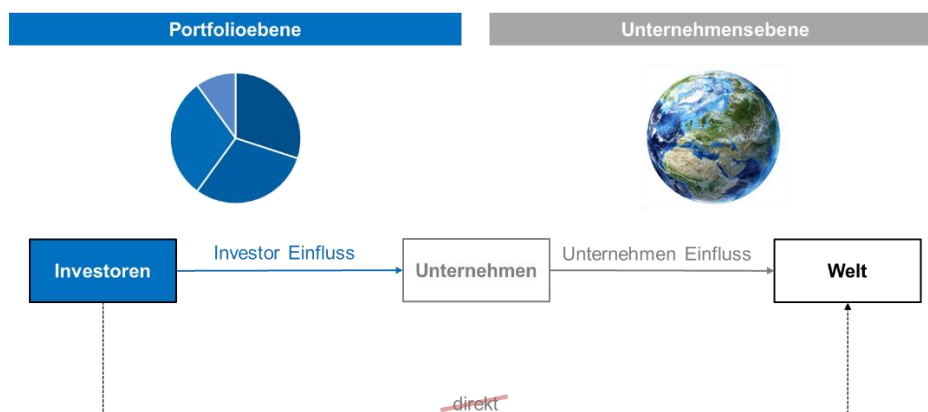 Portfolioebene
Unternehmensebene
Investor Einfluss
Unternehmen Einfluss
Investoren
Unternehmen
Welt
direkt